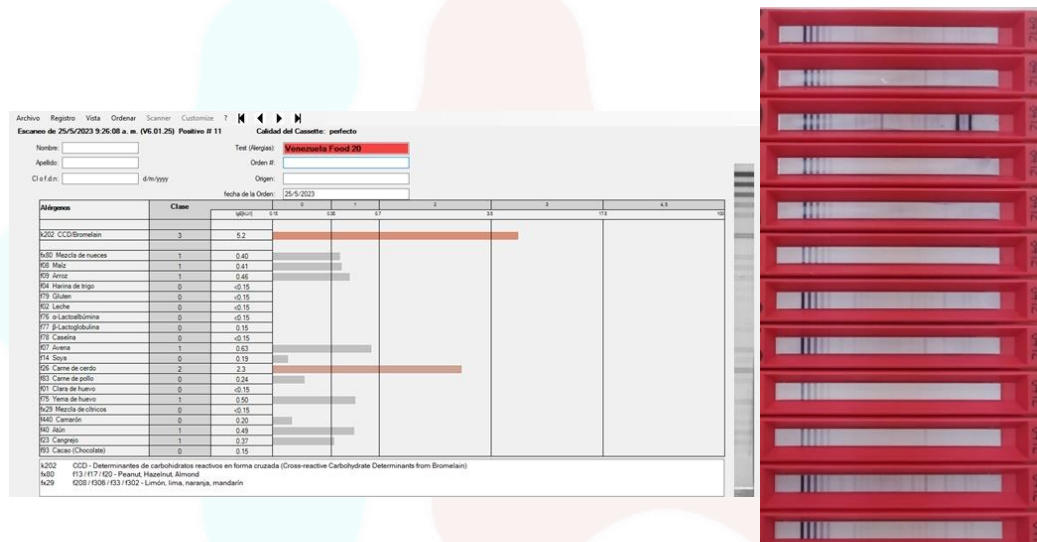 Archivo Registro Vista Ordenar Scanner Customize ?
Escaneo de 25/5/2023 9:26:08 a. m. (V6.01.25) Positivo # 11 Calidad del Cassette: perfecto
Nombre: Test (Alergias): Venezuela Food 20
Apellido: Orden #:
CI o f.d.n: d/m/yyyy Origen:
fecha de la Orden: 25/5/2023
Alérgenos Clase 0 1 2 3 4,5
0.15 0.35 0.7 3.5 17.5 100
k202 CCD/Bromelain 3 5.2
fx80 Mezcla de nueces 1 0.40
f08 Maíz 1 0.41
f09 Arroz 1 0.46
f04 Harina de trigo 0 <0.15
f79 Gluten 0 <0.15
f02 Leche 0 <0.15
f76 α-Lactoalbúmina 0 <0.15
f77 β-Lactoglobulina 0 0.15
f78 Caseína 0 <0.15
f07 Avena 1 0.63
f14 Soya 0 0.19
f26 Carne de cerdo 2 2.3
f83 Carne de pollo 0 0.24
f01 Clara de huevo 0 <0.15
f75 Yema de huevo 1 0.50
fx29 Mezcla de cítricos 0 <0.15
f440 Camarón 0 0.20
f40 Atún 1 0.49
f23 Cangrejo 1 0.37
f93 Cacao (Chocolate) 0 0.15
k202 CCD - Determinantes de carbohidratos reactivos en forma cruzada (Cross-reactive Carbohydrate Determinants from Bromelain)
fx80 f13 / f17 / f20 - Peanut, Hazelnut, Almond
fx29 f208 / f306 / f33 / f302 - Limón, lima, naranja, mandarín